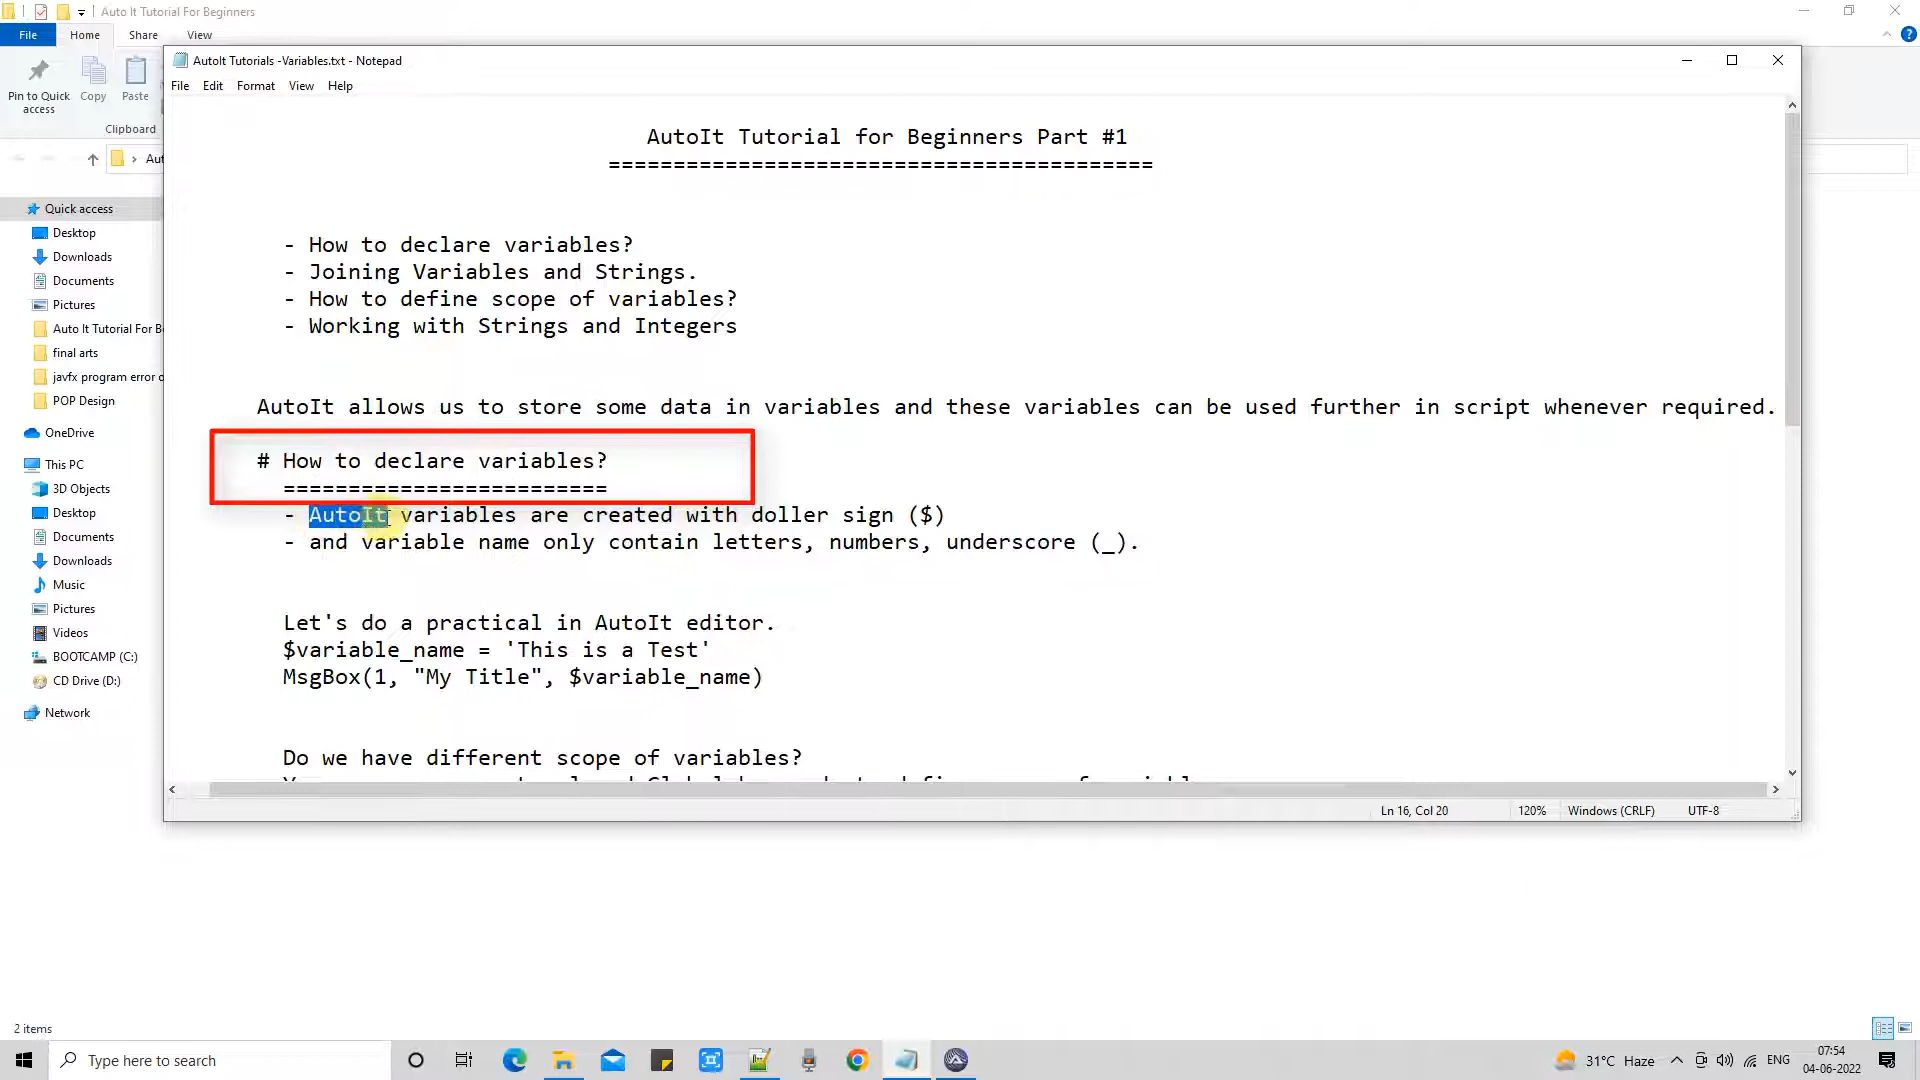 Auto It Tutorial For Beginners
File Home Share View
Pin to Quick access
Copy
Paste
Clipboard
Aut
Quick access
Desktop
Downloads
Documents
Pictures
Auto It Tutorial For B
final arts
javfx program error c
POP Design
OneDrive
This PC
3D Objects
Desktop
Documents
Downloads
Music
Pictures
Videos
BOOTCAMP (C:)
CD Drive (D:)
Network
2 items
AutoIt Tutorials -Variables.txt - Notepad
File Edit Format View Help
AutoIt Tutorial for Beginners Part #1
==========================================
- How to declare variables?
- Joining Variables and Strings.
- How to define scope of variables?
- Working with Strings and Integers
AutoIt allows us to store some data in variables and these variables can be used further in script whenever required.
# How to declare variables?
=========================
- AutoIt variables are created with doller sign ($)
- and variable name only contain letters, numbers, underscore (_).
Let's do a practical in AutoIt editor.
$variable_name = 'This is a Test'
MsgBox(1, "My Title", $variable_name)
Do we have different scope of variables?
Ln 16, Col 20 120% Windows (CRLF) UTF-8
Type here to search
31°C Haze ENG 07:54
04-06-2022